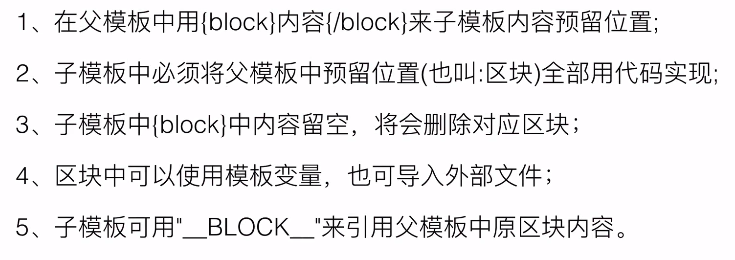 1、在父模板中用{block}内容{/block}来子模板内容预留位置;
2、子模板中必须将父模板中预留位置(也叫:区块)全部用代码实现;
3、子模板中{block}中内容留空，将会删除对应区块；
4、区块中可以使用模板变量，也可导入外部文件；
5、子模板可用"__BLOCK__"来引用父模板中原区块内容。